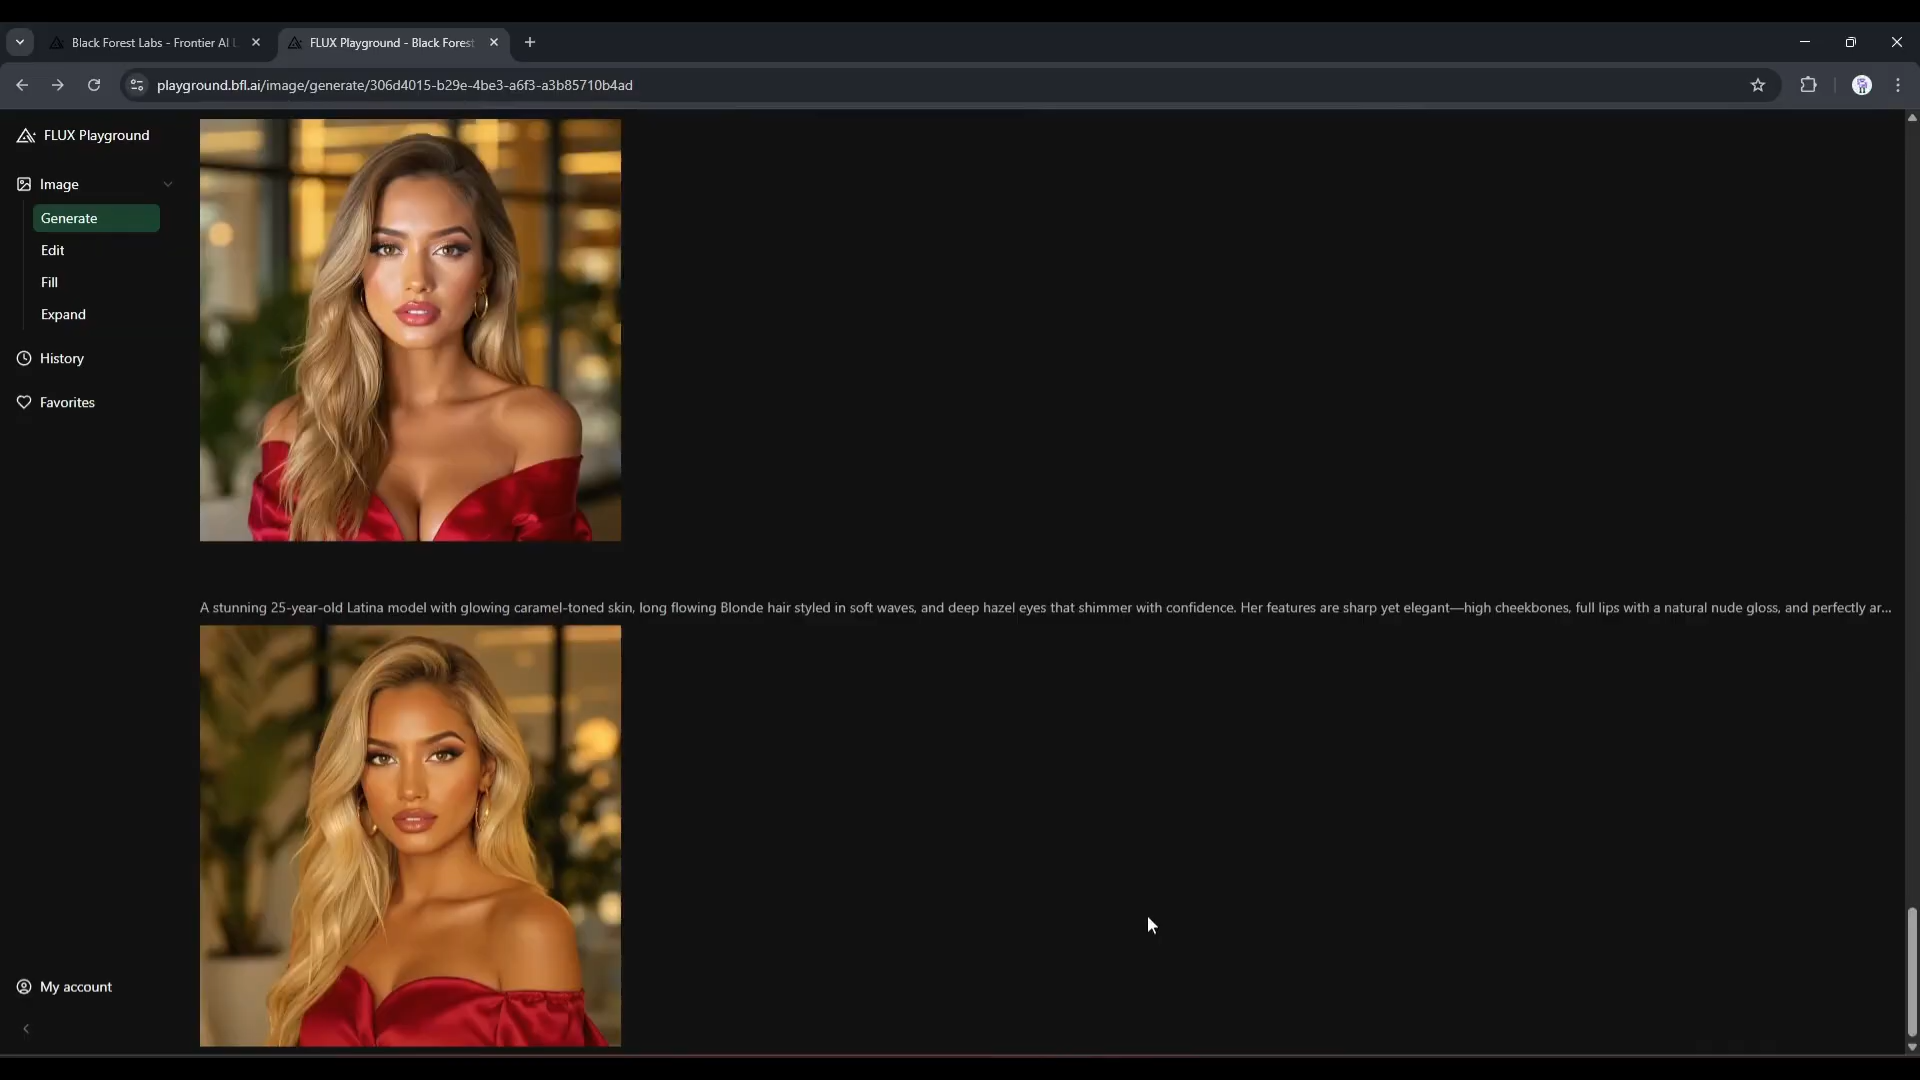 Black Forest Labs - Frontier AI
FLUX Playground - Black Forest
playground.bfl.ai/image/generate/306d4015-b29e-4be3-a6f3-a3b85710b4ad
FLUX Playground
Image
Generate
Edit
Fill
Expand
History
Favorites
A stunning 25-year-old Latina model with glowing caramel-toned skin, long flowing Blonde hair styled in soft waves, and deep hazel eyes that shimmer with confidence. Her features are sharp yet elegant—high cheekbones, full lips with a natural nude gloss, and perfectly ar...
My account